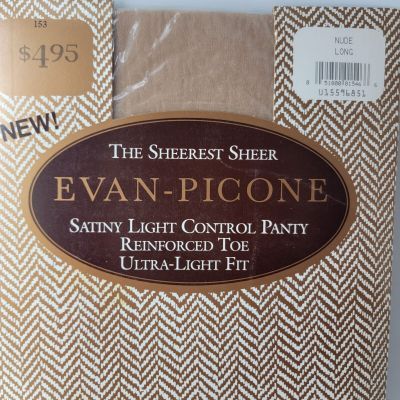 153
$4.95
NEW!
NUDE
LONG
U15596851
THE SHEEREST SHEER
EVAN-PICONE
SATINY LIGHT CONTROL PANTY
REINFORCED TOE
ULTRA-LIGHT FIT